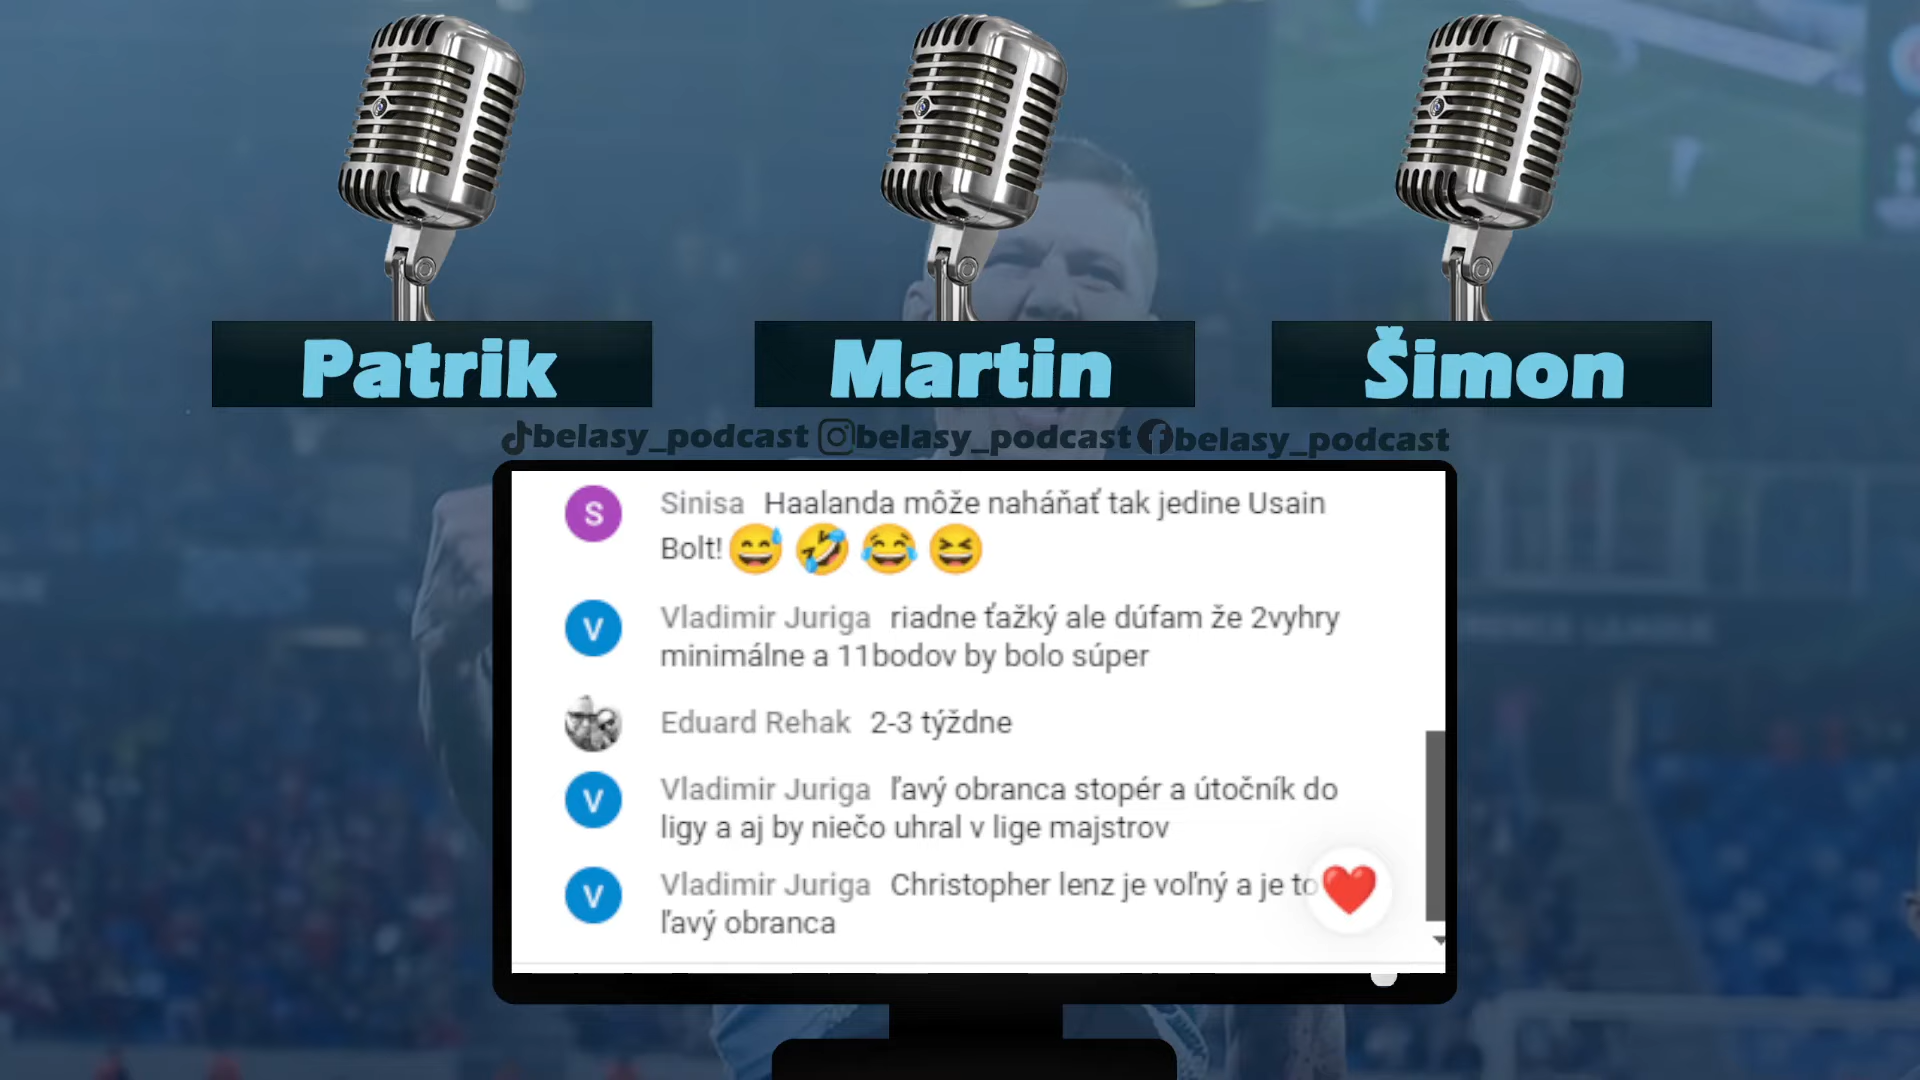 Patrik
Martin
Šimon
belasy_podcast belasy_podcast belasy_podcast
S
Sinisa Haalanda môže naháňať tak jedine Usain
Bolt! 😅 🤣 😂 😆
V
Vladimir Juriga riadne ťažký ale dúfam že 2vyhry
minimálne a 11bodov by bolo súper
Eduard Rehak 2-3 týždne
V
Vladimir Juriga ľavý obranca stopér a útočník do
ligy a aj by niečo uhral v lige majstrov
V
Vladimir Juriga Christopher lenz je voľný a je to
ľavý obranca